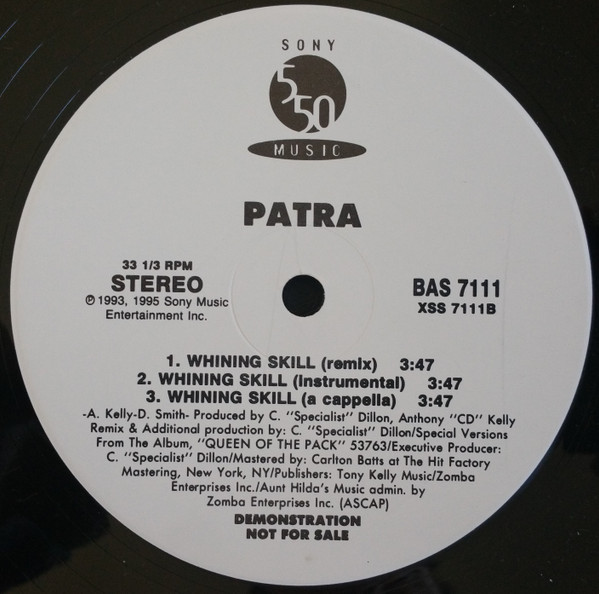 SONY
550
MUSIC
PATRA
33 1/3 RPM
STEREO
℗ 1993, 1995 Sony Music
Entertainment Inc.
BAS 7111
XSS 7111B
1. WHINING SKILL (remix) 3:47
2. WHINING SKILL (instrumental) 3:47
3. WHINING SKILL (a cappella) 3:47
-A. Kelly-D. Smith- Produced by C. "Specialist" Dillon, Anthony "CD" Kelly
Remix & Additional production by: C. "Specialist" Dillon/Special Versions
From The Album, "QUEEN OF THE PACK" 53763/Executive Producer:
C. "Specialist" Dillon/Mastered by: Carlton Batts at The Hit Factory
Mastering, New York, NY/Publishers: Tony Kelly Music/Zomba
Enterprises Inc./Aunt Hilda's Music admin. by
Zomba Enterprises Inc. (ASCAP)
DEMONSTRATION
NOT FOR SALE